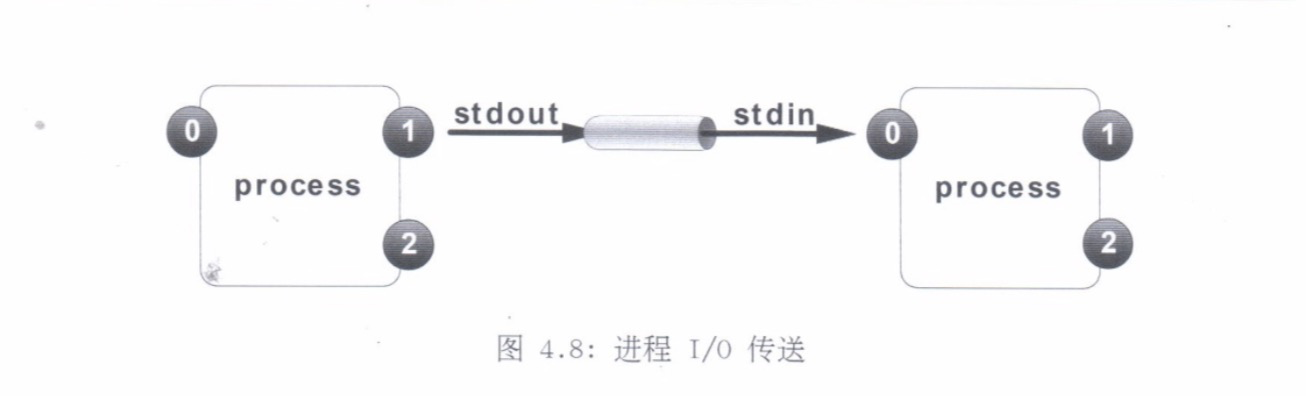 stdout
stdin
0
1
0
1
process
process
2
2
图 4.8: 进程 I/O 传送